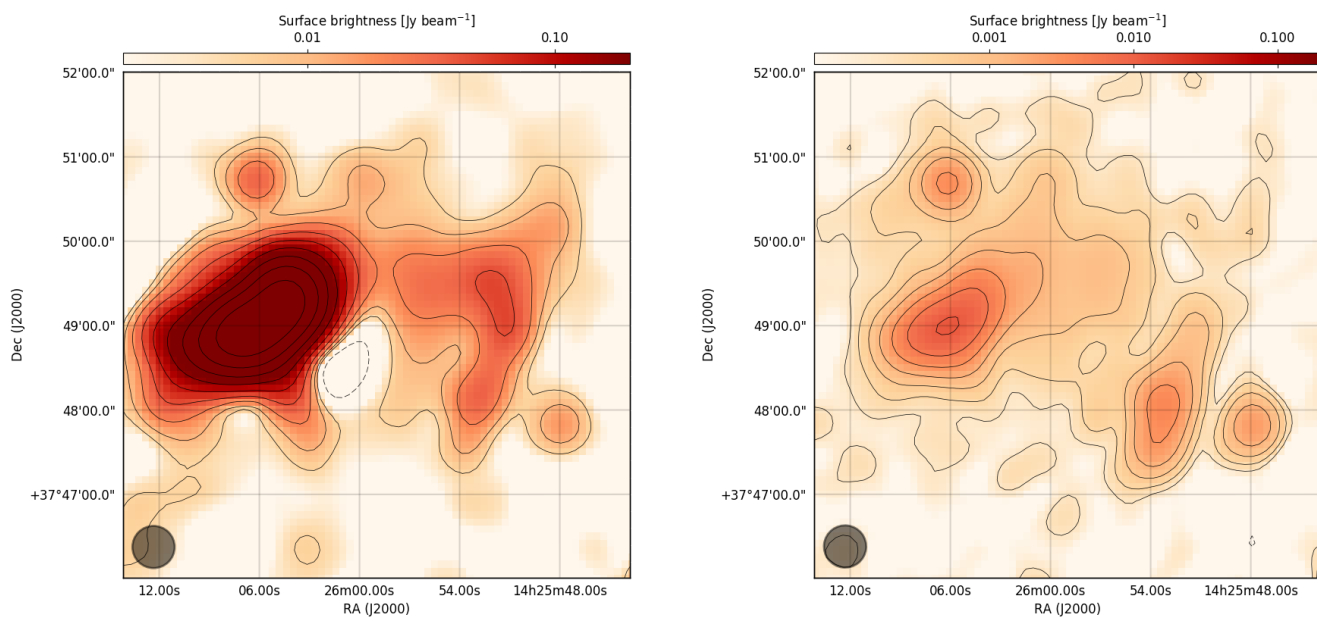 Surface brightness [Jy beam⁻¹]
0.01 0.10
52'00.0"
51'00.0"
50'00.0"
49'00.0"
48'00.0"
+37°47'00.0"
Dec (J2000)
12.00s 06.00s 26m00.00s 54.00s 14h25m48.00s
RA (J2000)
Surface brightness [Jy beam⁻¹]
0.001 0.010 0.100
52'00.0"
51'00.0"
50'00.0"
49'00.0"
48'00.0"
+37°47'00.0"
Dec (J2000)
12.00s 06.00s 26m00.00s 54.00s 14h25m48.00s
RA (J2000)